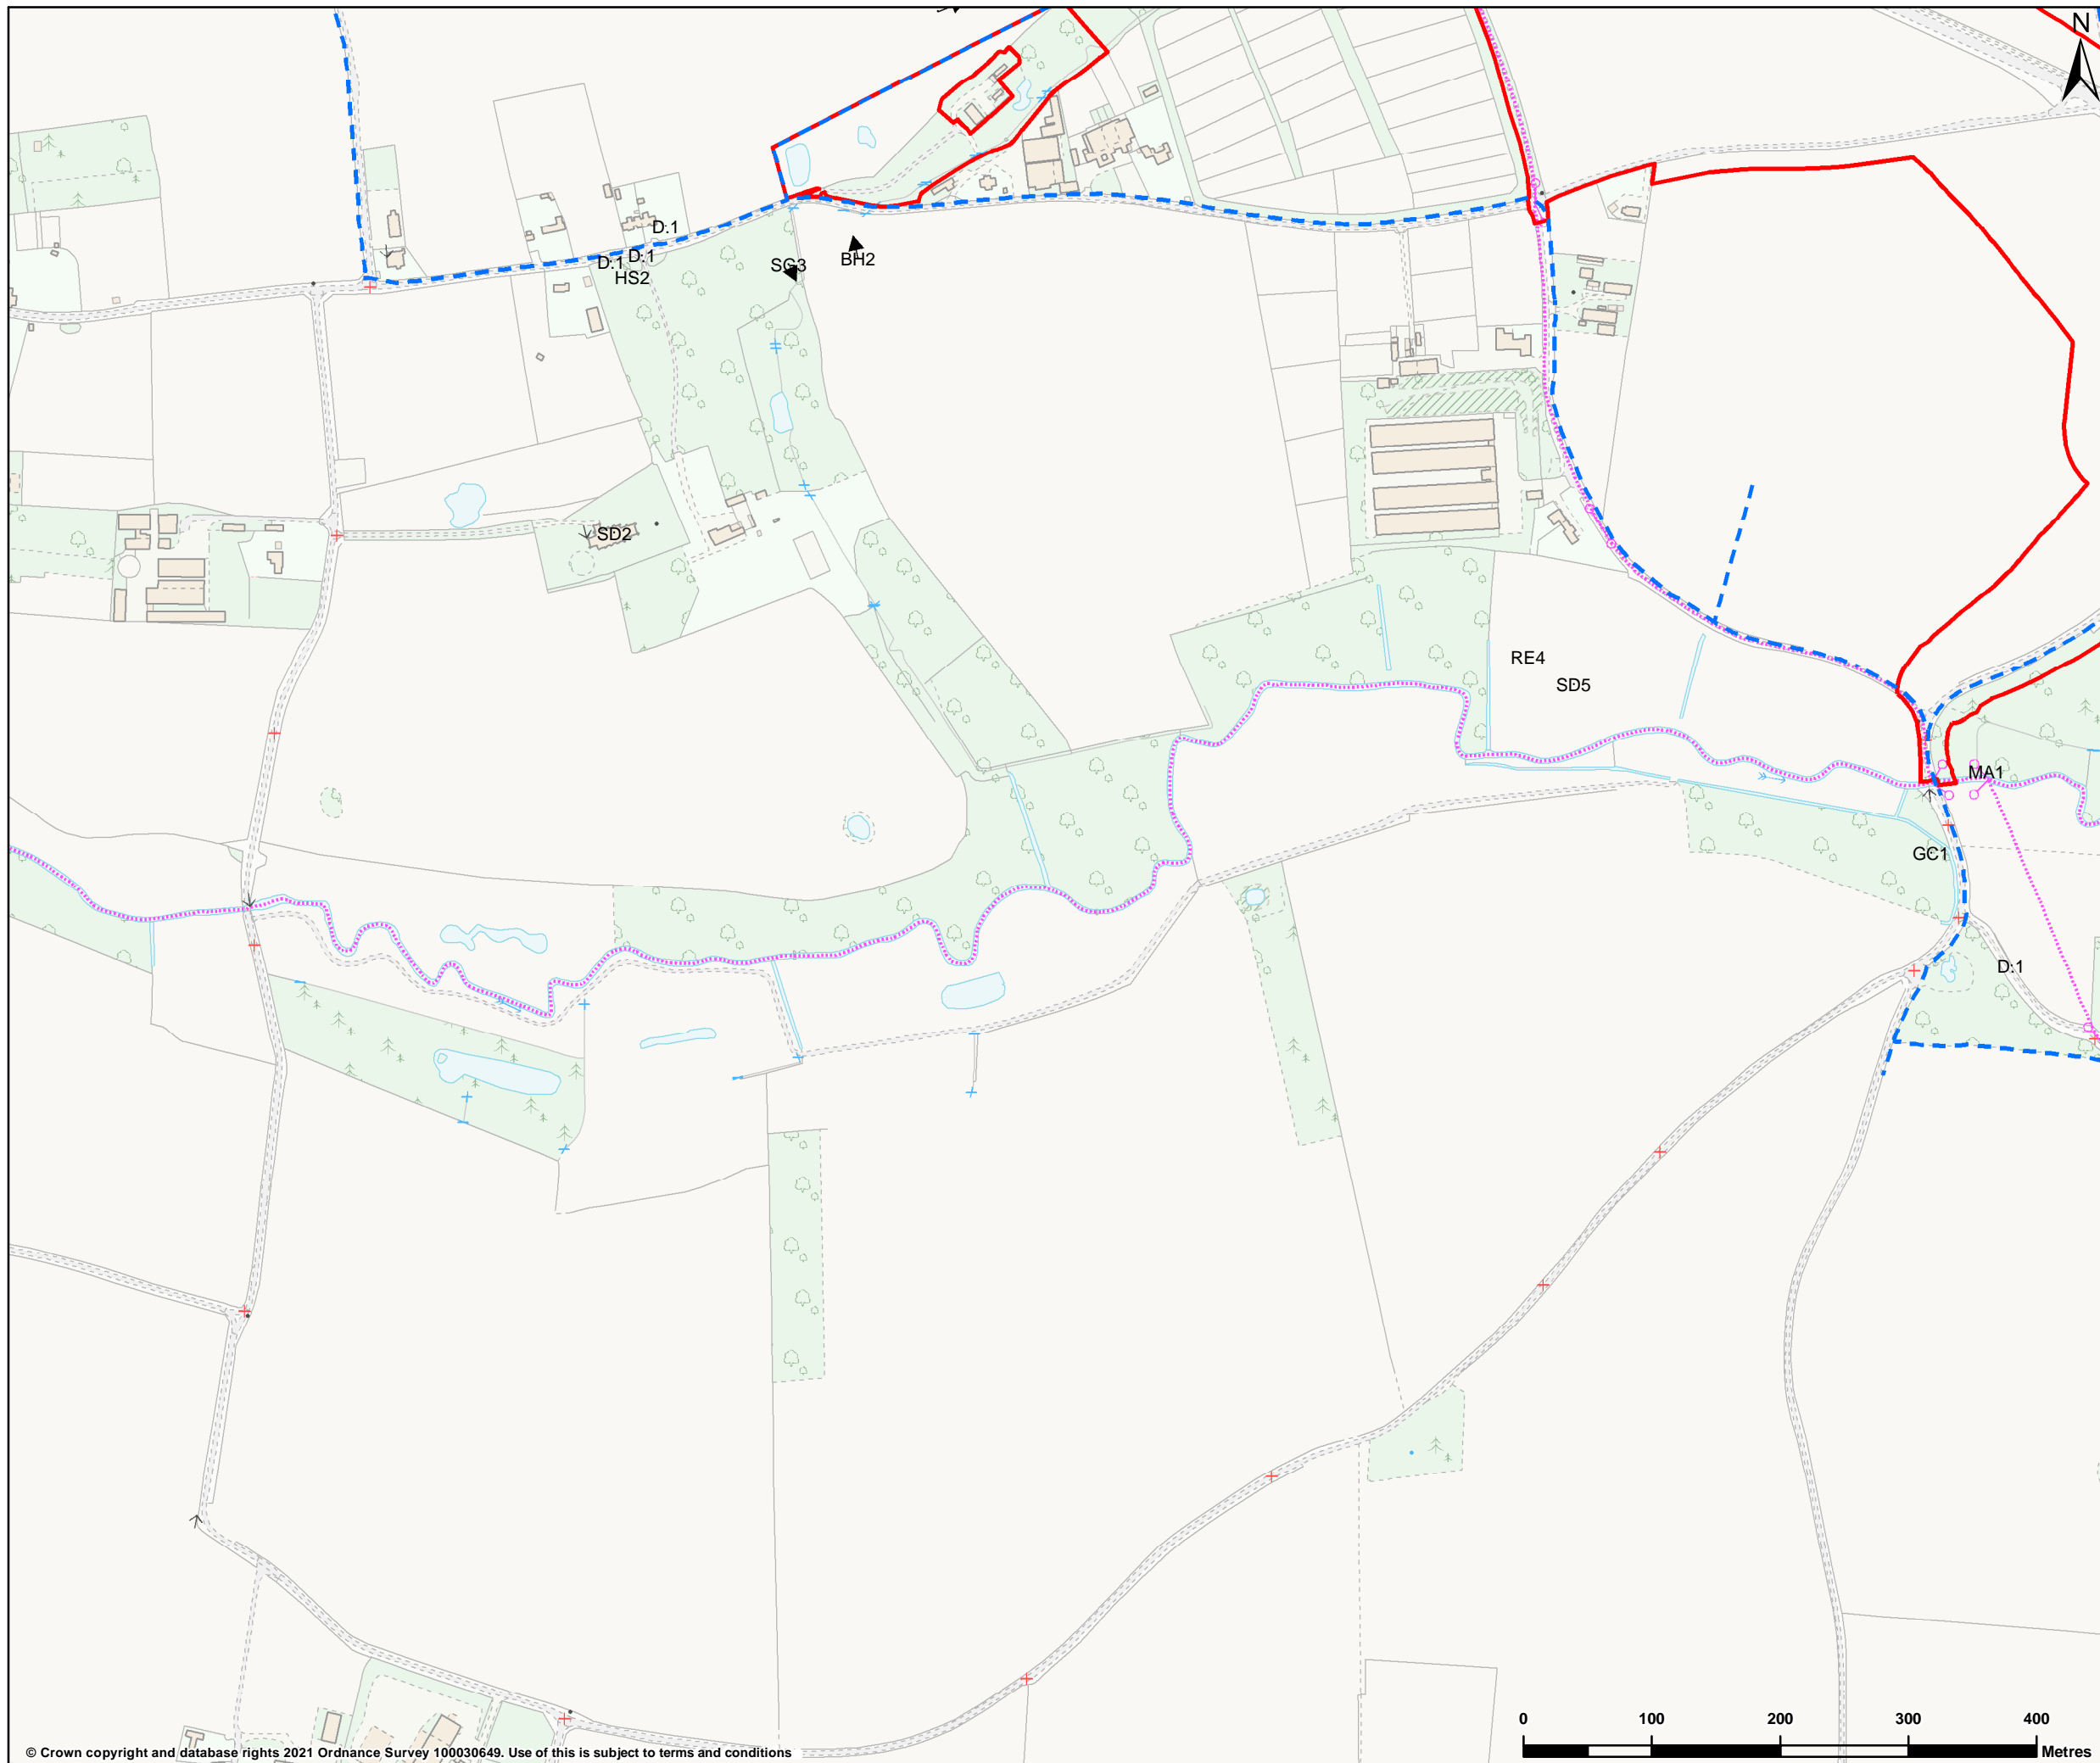 N
D:1
D:1 D:1
HS2
SG3
BH2
SD2
RE4
SD5
MA1
GC1
D:1
0 100 200 300 400
Metres
© Crown copyright and database rights 2021 Ordnance Survey 100030649. Use of this is subject to terms and conditions